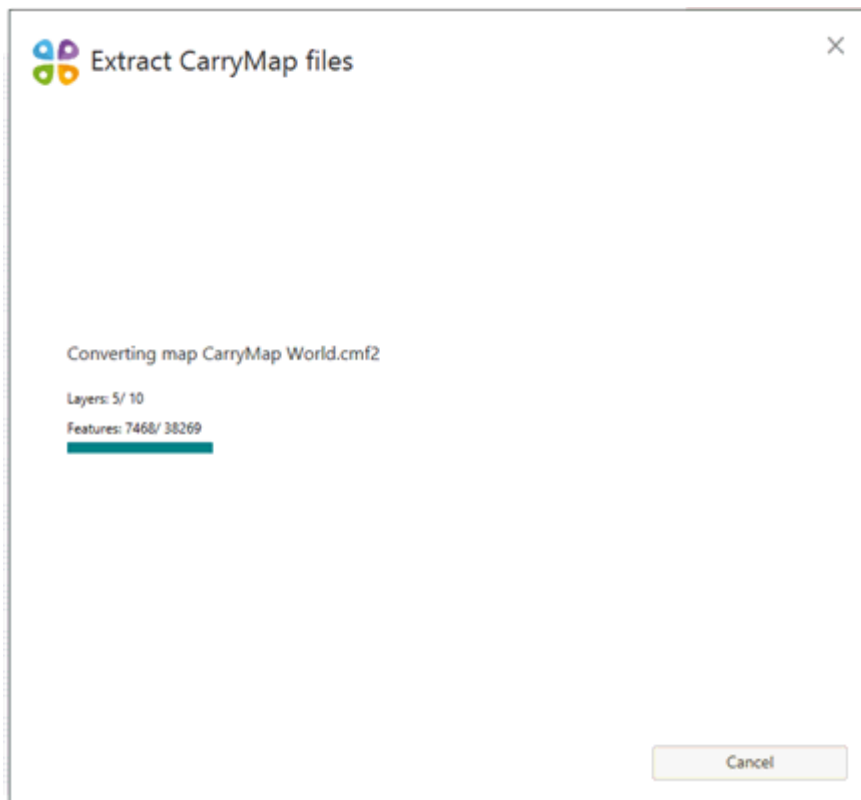 Extract CarryMap files
Converting map CarryMap World.cmf2
Layers: 5/ 10
Features: 7468/ 38269
Cancel